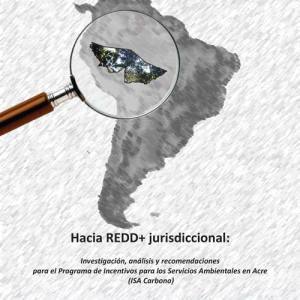 Hacia REDD+ jurisdiccional:
Investigación, análisis y recomendaciones
para el Programa de Incentivos para los Servicios Ambientales en Acre
(ISA Carbono)